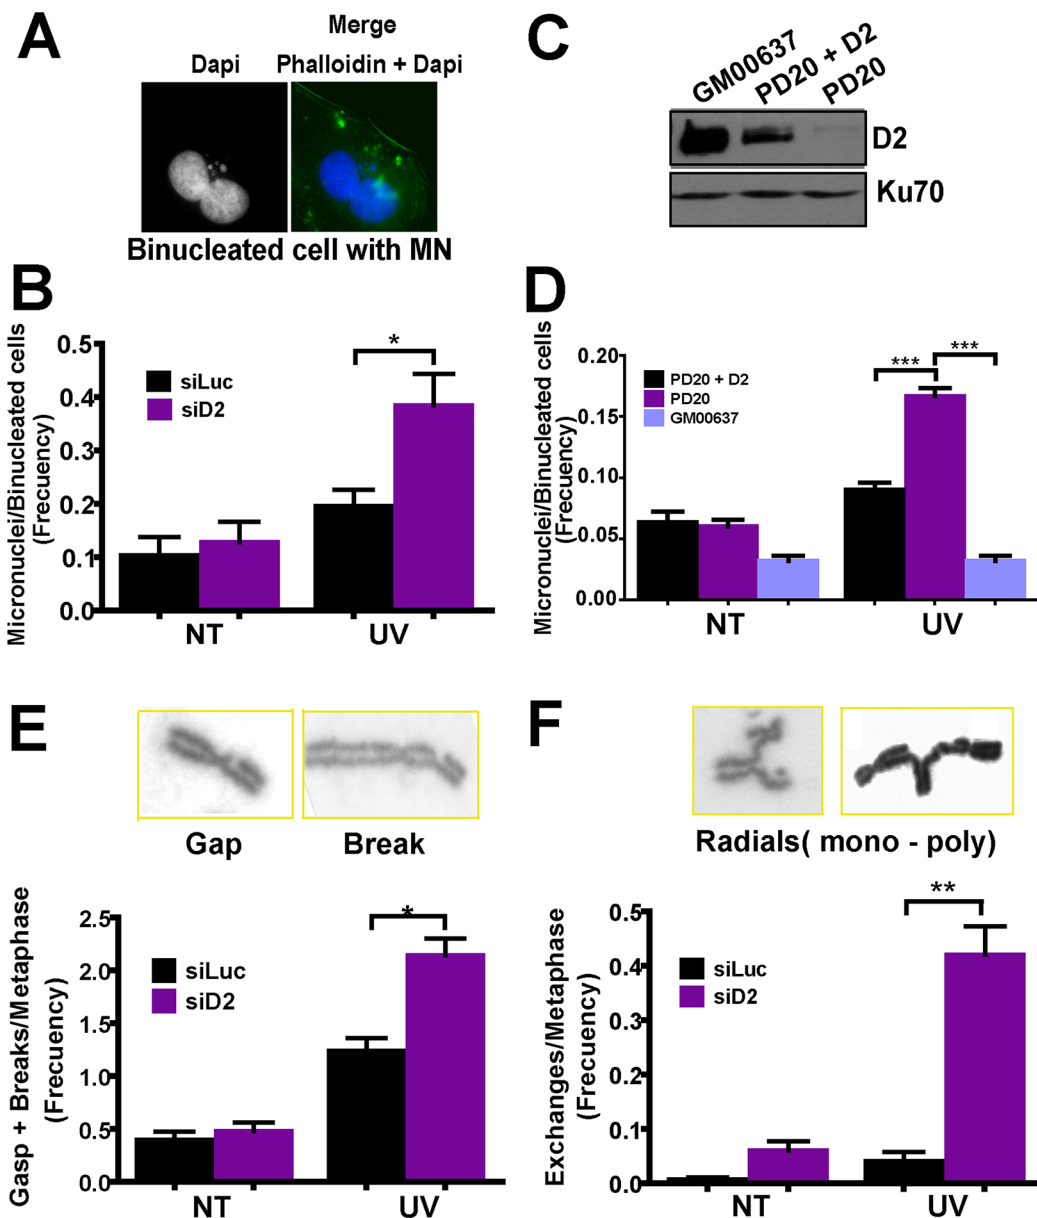 A
Merge
Dapi
Phalloidin + Dapi
Binucleated cell with MN
C
GM00637
PD20 + D2
PD20
D2
Ku70
B
Micronuclei/Binucleated cells
(Frecuency)
0.5
0.4
0.3
0.2
0.1
0.0
siLuc
siD2
*
NT
UV
D
Micronuclei/Binucleated cells
(Frecuency)
0.20
0.15
0.10
0.05
0.00
PD20 + D2
PD20
GM00637
***
***
NT
UV
E
Gap
Break
Gasp + Breaks/Metaphase
(Frecuency)
2.5
2.0
1.5
1.0
0.5
0.0
siLuc
siD2
*
NT
UV
F
Radials( mono - poly)
Exchanges/Metaphase
(Frecuency)
0.5
0.4
0.3
0.2
0.1
0.0
siLuc
siD2
**
NT
UV